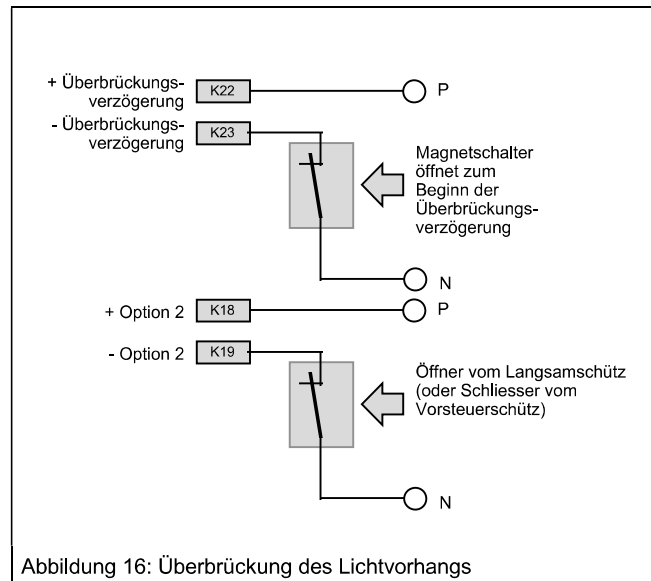 + Überbrückungs-
verzögerung
K22
P
- Überbrückungs-
verzögerung
K23
Magnetschalter
öffnet zum
Beginn der
Überbrückungs-
verzögerung
N
+ Option 2
K18
P
- Option 2
K19
Öffner vom Langsamschütz
(oder Schliesser vom
Vorsteuerschütz)
N
Abbildung 16: Überbrückung des Lichtvorhangs